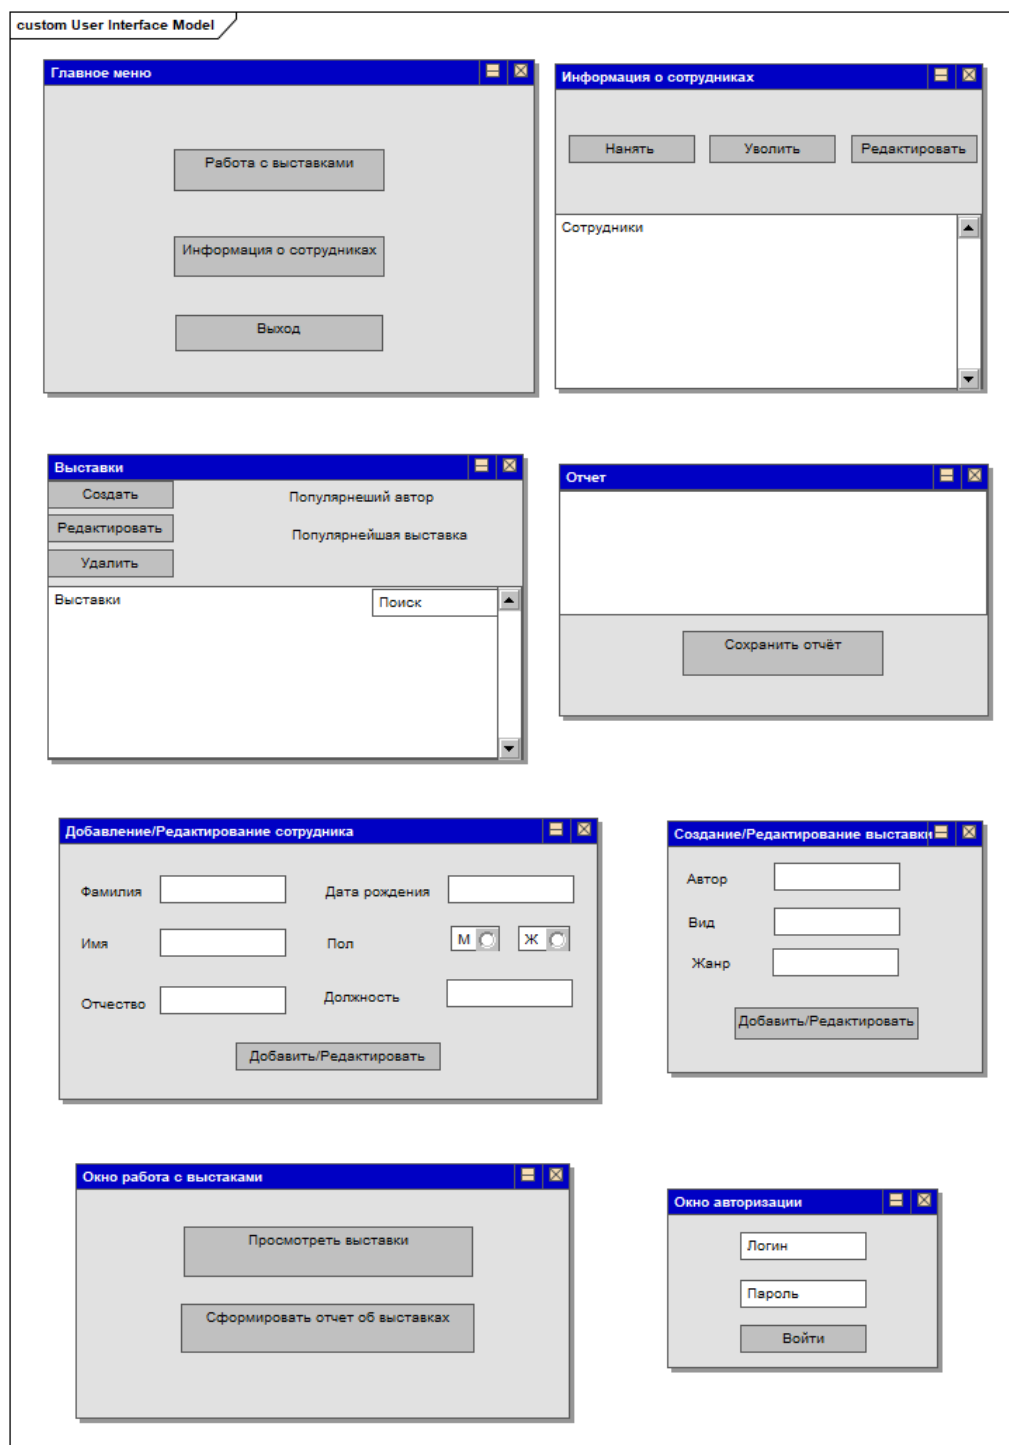 custom User Interface Model
Главное меню
Работа с выставками
Информация о сотрудниках
Выход
Информация о сотрудниках
Нанять
Уволить
Редактировать
Сотрудники
Выставки
Создать
Редактировать
Удалить
Популярнеший автор
Популярнейшая выставка
Выставки
Поиск
Отчет
Сохранить отчёт
Добавление/Редактирование сотрудника
Фамилия
Дата рождения
Имя
Пол
М
Ж
Отчество
Должность
Добавить/Редактировать
Создание/Редактирование выставки
Автор
Вид
Жанр
Добавить/Редактировать
Окно работа с выстаками
Просмотреть выставки
Сформировать отчет об выставках
Окно авторизации
Логин
Пароль
Войти